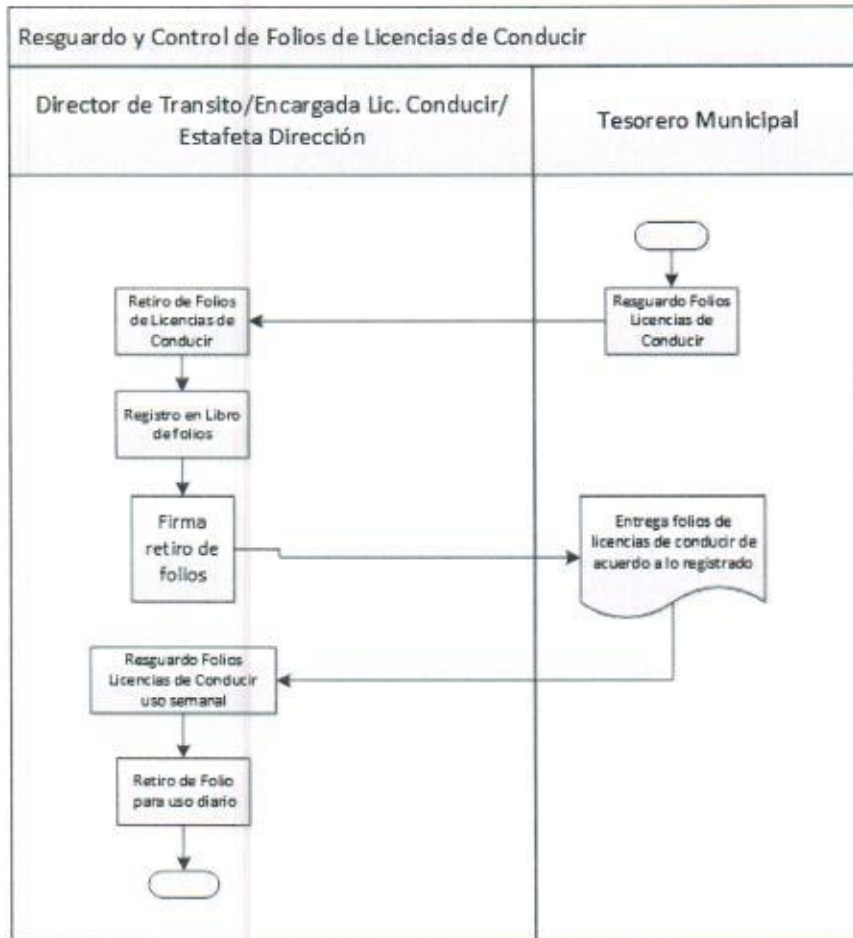 Resguardo y Control de Folios de Licencias de Conducir
Director de Transito/Encargada Lic. Conducir/
Estafeta Dirección
Tesorero Municipal
Retiro de Folios
de Licencias de
Conducir
Resguardo Folios
Licencias de
Conducir
Registro en Libro
de folios
Firma
retiro de
folios
Entrega folios de
licencias de conducir de
acuerdo a lo registrado
Resguardo Folios
Licencias de Conducir
uso semanal
Retiro de Folio
para uso diario